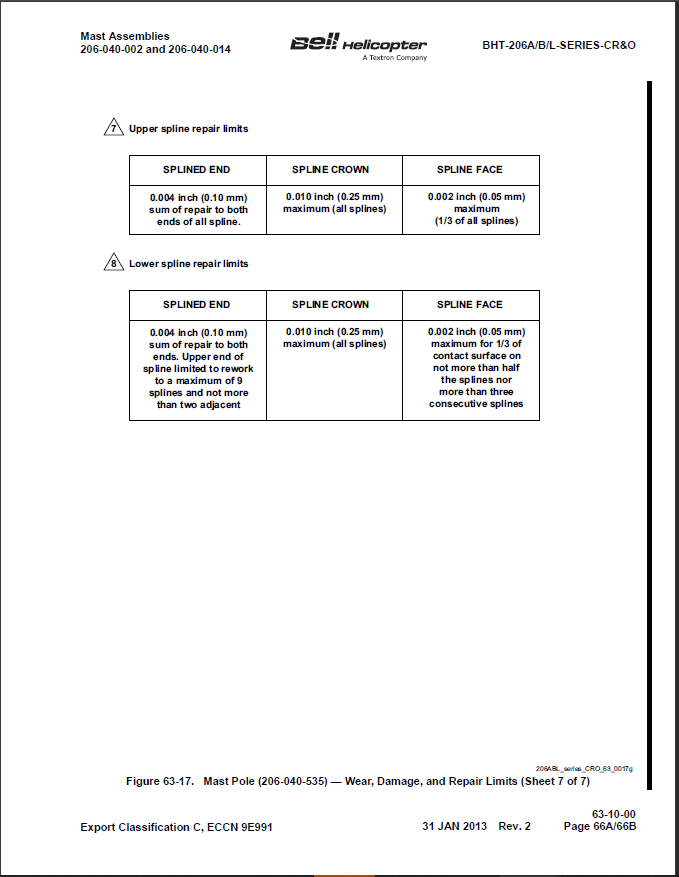 Mast Assemblies
206-040-002 and 206-040-014
Bell Helicopter
A Textron Company
BHT-206A/B/L-SERIES-CR&O
7 Upper spline repair limits
SPLINED END SPLINE CROWN SPLINE FACE
0.004 inch (0.10 mm)
sum of repair to both
ends of all spline.
0.010 inch (0.25 mm)
maximum (all splines)
0.002 inch (0.05 mm)
maximum
(1/3 of all splines)
8 Lower spline repair limits
SPLINED END SPLINE CROWN SPLINE FACE
0.004 inch (0.10 mm)
sum of repair to both
ends. Upper end of
spline limited to rework
to a maximum of 9
splines and not more
than two adjacent
0.010 inch (0.25 mm)
maximum (all splines)
0.002 inch (0.05 mm)
maximum for 1/3 of
contact surface on
not more than half
the splines nor
more than three
consecutive splines
206ABL_series_CRO_63_0017g
Figure 63-17. Mast Pole (206-040-535) — Wear, Damage, and Repair Limits (Sheet 7 of 7)
63-10-00
Export Classification C, ECCN 9E991 31 JAN 2013 Rev. 2 Page 66A/66B